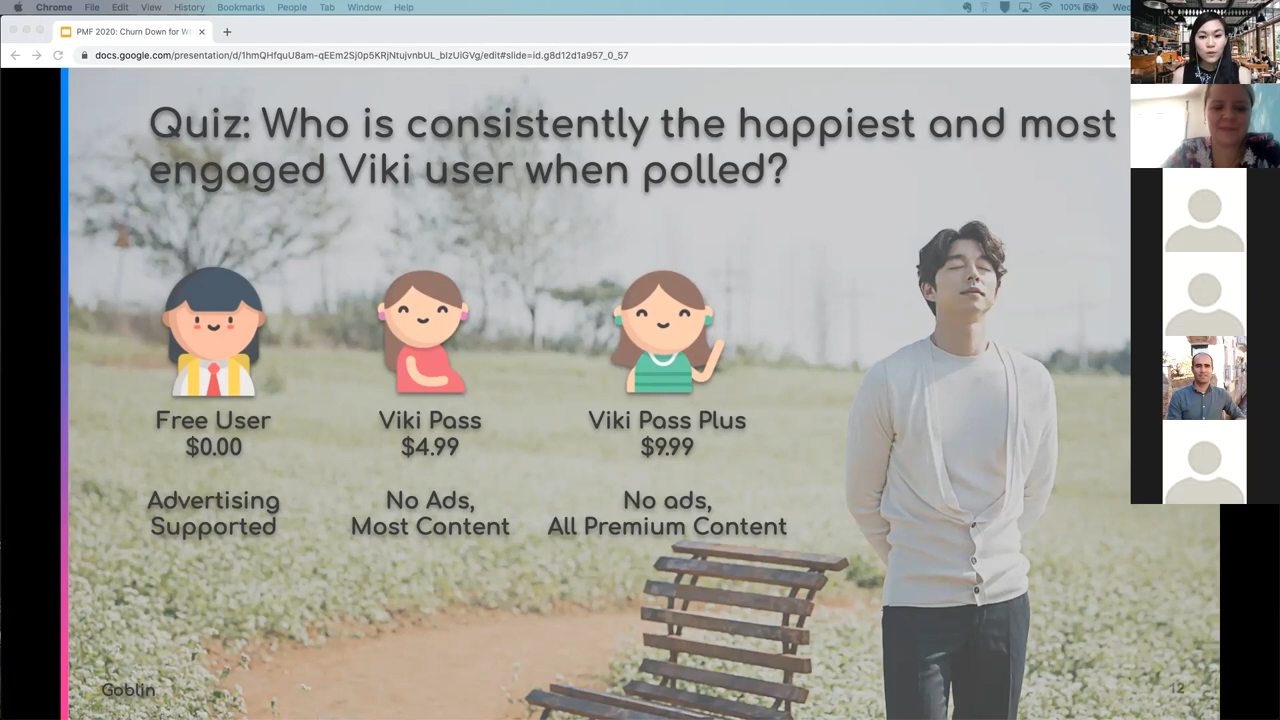 Chrome File Edit View History Bookmarks People Tab Window Help 100%
PMF 2020: Churn Down for W
docs.google.com/presentation/d/1hmQHfquU8am-qEEm2Sj0p5KRjNtujvnbUL_bIzUiGVg/edit#slide=id.g8d12d1a957_0_57
Quiz: Who is consistently the happiest and most
engaged Viki user when polled?
Free User
$0.00
Viki Pass
$4.99
Viki Pass Plus
$9.99
Advertising
Supported
No Ads,
Most Content
No ads,
All Premium Content
Goblin
12